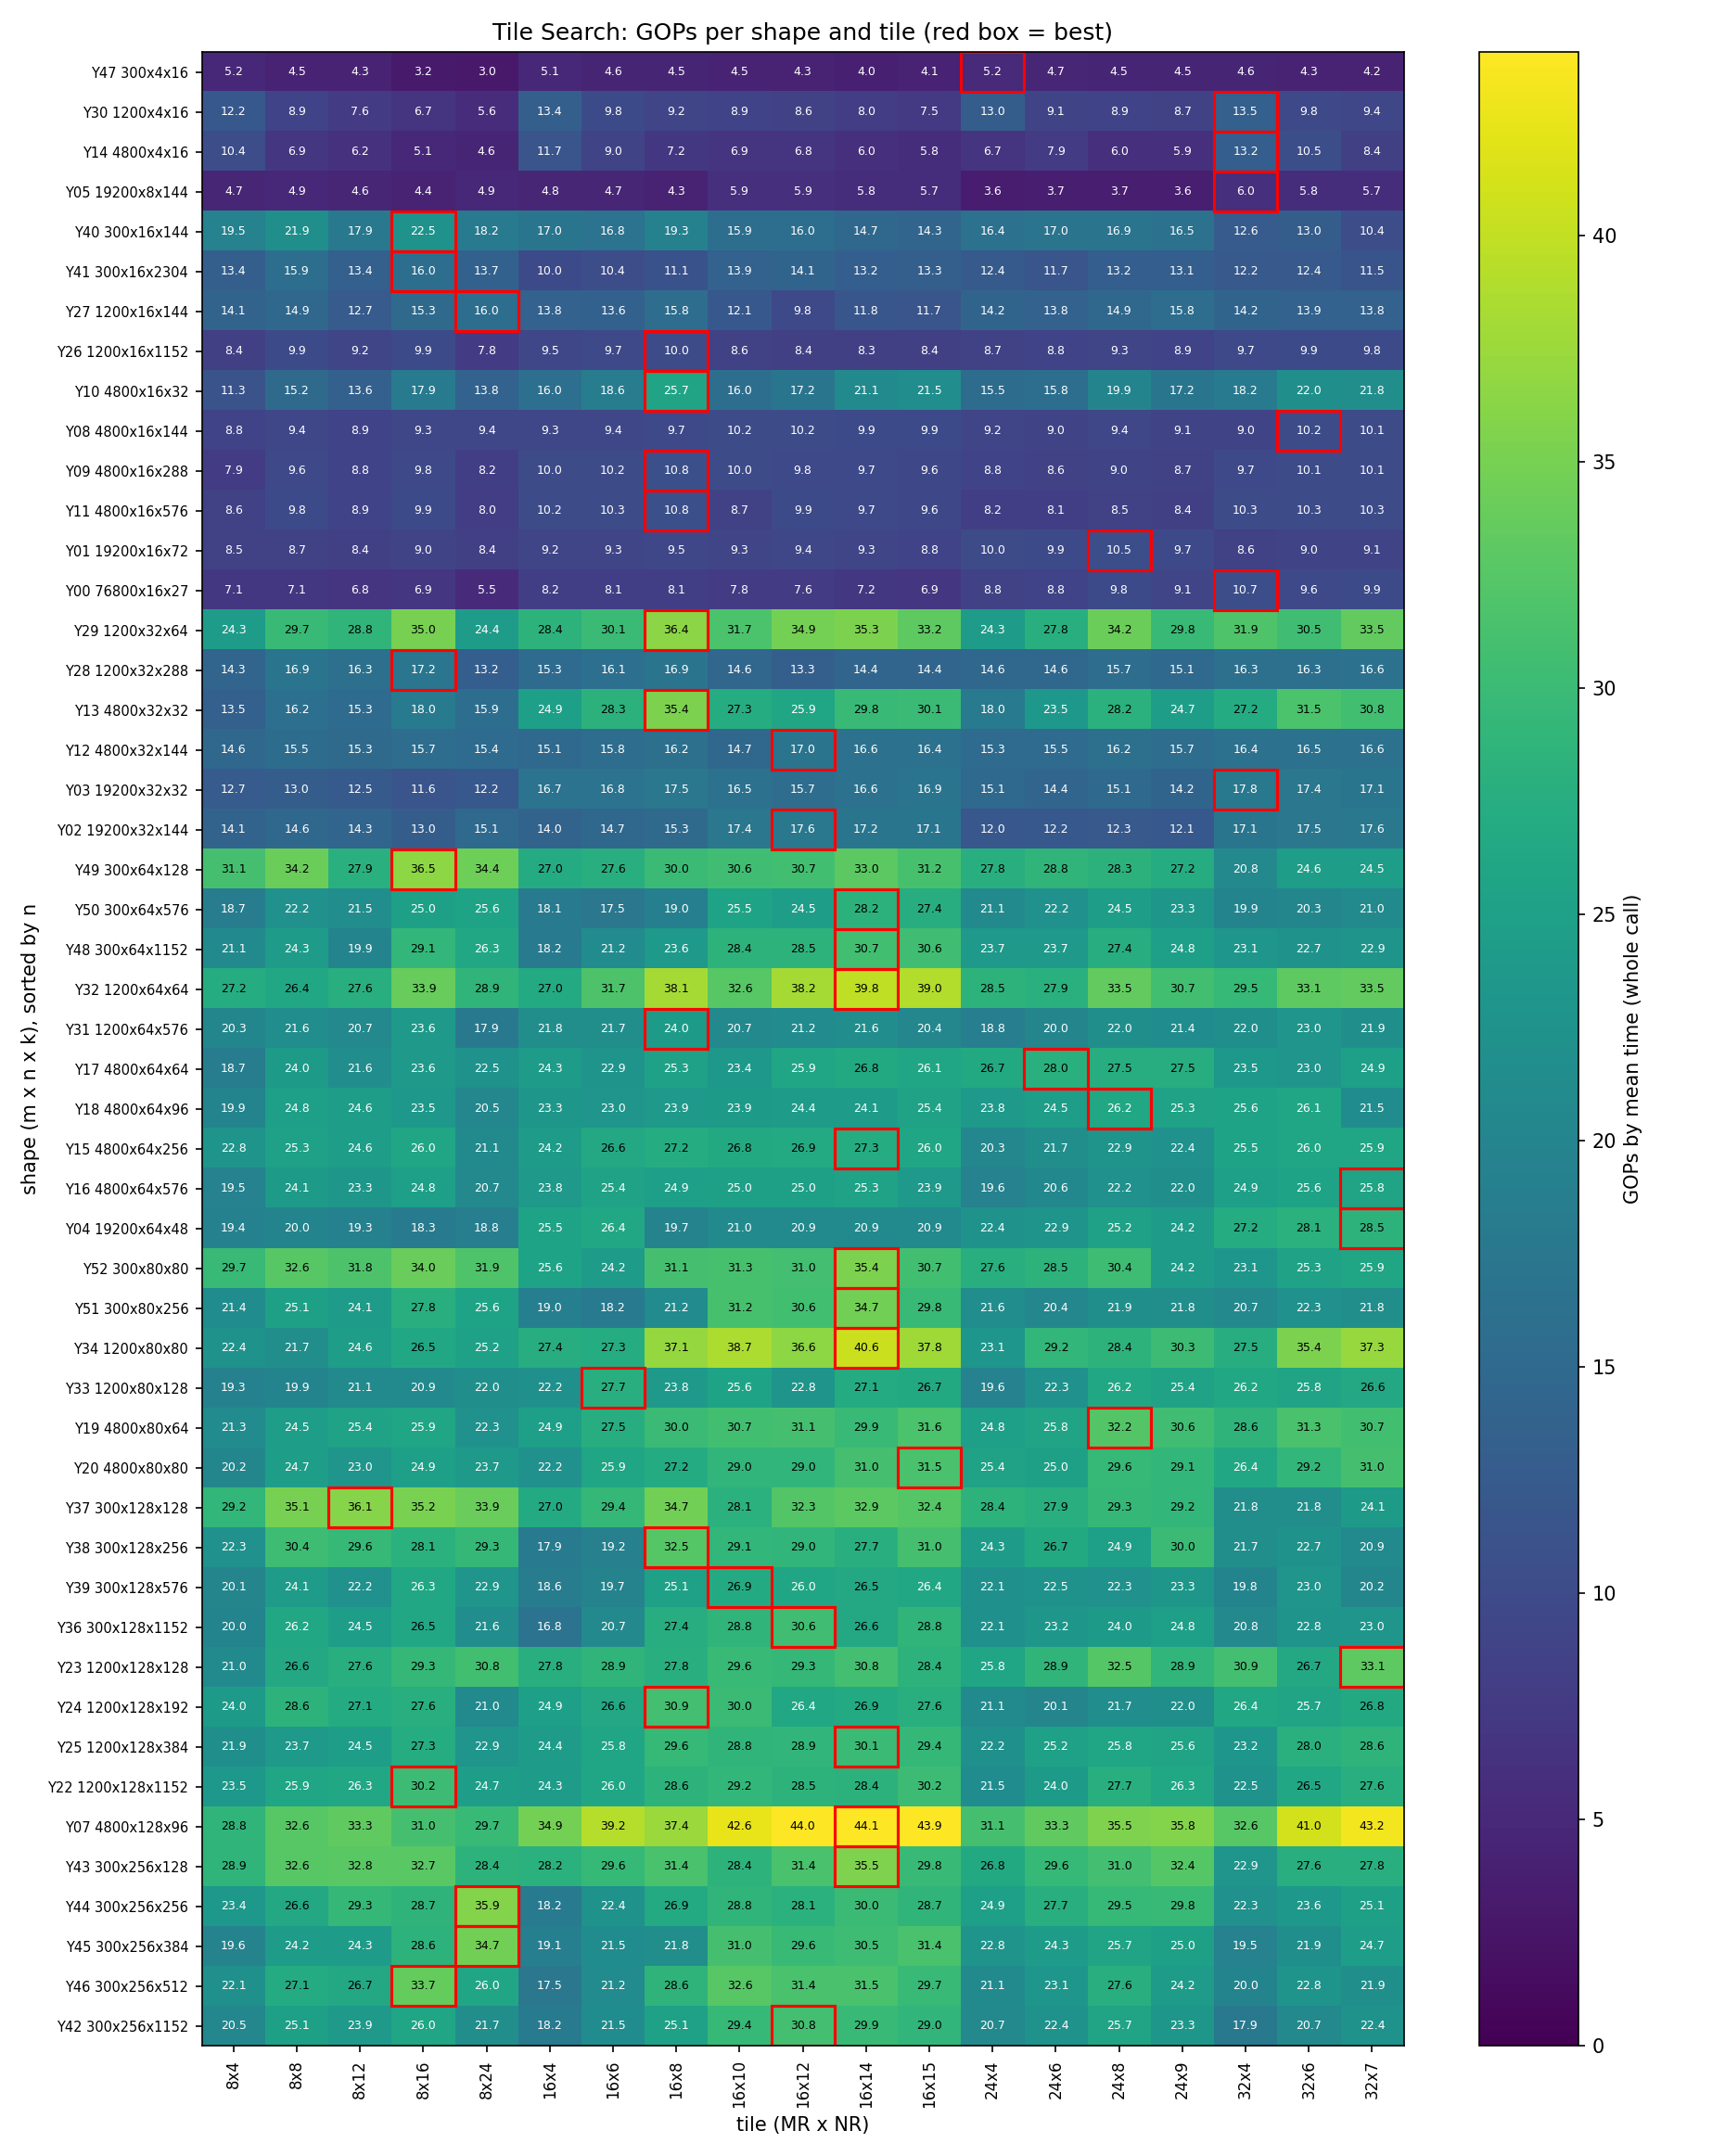 Tile Search: GOPs per shape and tile (red box = best)
Y47 300x4x16 5.2 4.5 4.3 3.2 3.0 5.1 4.6 4.5 4.5 4.3 4.0 4.1 5.2 4.7 4.5 4.5 4.6 4.3 4.2
Y30 1200x4x16 12.2 8.9 7.6 6.7 5.6 13.4 9.8 9.2 8.9 8.6 8.0 7.5 13.0 9.1 8.9 8.7 13.5 9.8 9.4
Y14 4800x4x16 10.4 6.9 6.2 5.1 4.6 11.7 9.0 7.2 6.9 6.8 6.0 5.8 6.7 7.9 6.0 5.9 13.2 10.5 8.4
Y05 19200x8x144 4.7 4.9 4.6 4.4 4.9 4.8 4.7 4.3 5.9 5.9 5.8 5.7 3.6 3.7 3.7 3.6 6.0 5.8 5.7
Y40 300x16x144 19.5 21.9 17.9 22.5 18.2 17.0 16.8 19.3 15.9 16.0 14.7 14.3 16.4 17.0 16.9 16.5 12.6 13.0 10.4
Y41 300x16x2304 13.4 15.9 13.4 16.0 13.7 10.0 10.4 11.1 13.9 14.1 13.2 13.3 12.4 11.7 13.2 13.1 12.2 12.4 11.5
Y27 1200x16x144 14.1 14.9 12.7 15.3 16.0 13.8 13.6 15.8 12.1 9.8 11.8 11.7 14.2 13.8 14.9 15.8 14.2 13.9 13.8
Y26 1200x16x1152 8.4 9.9 9.2 9.9 7.8 9.5 9.7 10.0 8.6 8.4 8.3 8.4 8.7 8.8 9.3 8.9 9.7 9.9 9.8
Y10 4800x16x32 11.3 15.2 13.6 17.9 13.8 16.0 18.6 25.7 16.0 17.2 21.1 21.5 15.5 15.8 19.9 17.2 18.2 22.0 21.8
Y08 4800x16x144 8.8 9.4 8.9 9.3 9.4 9.3 9.4 9.7 10.2 10.2 9.9 9.9 9.2 9.0 9.4 9.1 9.0 10.2 10.1
Y09 4800x16x288 7.9 9.6 8.8 9.8 8.2 10.0 10.2 10.8 10.0 9.8 9.7 9.6 8.8 8.6 9.0 8.7 9.7 10.1 10.1
Y11 4800x16x576 8.6 9.8 8.9 9.9 8.0 10.2 10.3 10.8 8.7 9.9 9.7 9.6 8.2 8.1 8.5 8.4 10.3 10.3 10.3
Y01 19200x16x72 8.5 8.7 8.4 9.0 8.4 9.2 9.3 9.5 9.3 9.4 9.3 8.8 10.0 9.9 10.5 9.7 8.6 9.0 9.1
Y00 76800x16x27 7.1 7.1 6.8 6.9 5.5 8.2 8.1 8.1 7.8 7.6 7.2 6.9 8.8 8.8 9.8 9.1 10.7 9.6 9.9
Y29 1200x32x64 24.3 29.7 28.8 35.0 24.4 28.4 30.1 36.4 31.7 34.9 35.3 33.2 24.3 27.8 34.2 29.8 31.9 30.5 33.5
Y28 1200x32x288 14.3 16.9 16.3 17.2 13.2 15.3 16.1 16.9 14.6 13.3 14.4 14.4 14.6 14.6 15.7 15.1 16.3 16.3 16.6
Y13 4800x32x32 13.5 16.2 15.3 18.0 15.9 24.9 28.3 35.4 27.3 25.9 29.8 30.1 18.0 23.5 28.2 24.7 27.2 31.5 30.8
Y12 4800x32x144 14.6 15.5 15.3 15.7 15.4 15.1 15.8 16.2 14.7 17.0 16.6 16.4 15.3 15.5 16.2 15.7 16.4 16.5 16.6
Y03 19200x32x32 12.7 13.0 12.5 11.6 12.2 16.7 16.8 17.5 16.5 15.7 16.6 16.9 15.1 14.4 15.1 14.2 17.8 17.4 17.1
Y02 19200x32x144 14.1 14.6 14.3 13.0 15.1 14.0 14.7 15.3 17.4 17.6 17.2 17.1 12.0 12.2 12.3 12.1 17.1 17.5 17.6
Y49 300x64x128 31.1 34.2 27.9 36.5 34.4 27.0 27.6 30.0 30.6 30.7 33.0 31.2 27.8 28.8 28.3 27.2 20.8 24.6 24.5
Y50 300x64x576 18.7 22.2 21.5 25.0 25.6 18.1 17.5 19.0 25.5 24.5 28.2 27.4 21.1 22.2 24.5 23.3 19.9 20.3 21.0
Y48 300x64x1152 21.1 24.3 19.9 29.1 26.3 18.2 21.2 23.6 28.4 28.5 30.7 30.6 23.7 23.7 27.4 24.8 23.1 22.7 22.9
Y32 1200x64x64 27.2 26.4 27.6 33.9 28.9 27.0 31.7 38.1 32.6 38.2 39.8 39.0 28.5 27.9 33.5 30.7 29.5 33.1 33.5
Y31 1200x64x576 20.3 21.6 20.7 23.6 17.9 21.8 21.7 24.0 20.7 21.2 21.6 20.4 18.8 20.0 22.0 21.4 22.0 23.0 21.9
Y17 4800x64x64 18.7 24.0 21.6 23.6 22.5 24.3 22.9 25.3 23.4 25.9 26.8 26.1 26.7 28.0 27.5 27.5 23.5 23.0 24.9
Y18 4800x64x96 19.9 24.8 24.6 23.5 20.5 23.3 23.0 23.9 23.9 24.4 24.1 25.4 23.8 24.5 26.2 25.3 25.6 26.1 21.5
Y15 4800x64x256 22.8 25.3 24.6 26.0 21.1 24.2 26.6 27.2 26.8 26.9 27.3 26.0 20.3 21.7 22.9 22.4 25.5 26.0 25.9
Y16 4800x64x576 19.5 24.1 23.3 24.8 20.7 23.8 25.4 24.9 25.0 25.0 25.3 23.9 19.6 20.6 22.2 22.0 24.9 25.6 25.8
Y04 19200x64x48 19.4 20.0 19.3 18.3 18.8 25.5 26.4 19.7 21.0 20.9 20.9 20.9 22.4 22.9 25.2 24.2 27.2 28.1 28.5
Y52 300x80x80 29.7 32.6 31.8 34.0 31.9 25.6 24.2 31.1 31.3 31.0 35.4 30.7 27.6 28.5 30.4 24.2 23.1 25.3 25.9
Y51 300x80x256 21.4 25.1 24.1 27.8 25.6 19.0 18.2 21.2 31.2 30.6 34.7 29.8 21.6 20.4 21.9 21.8 20.7 22.3 21.8
Y34 1200x80x80 22.4 21.7 24.6 26.5 25.2 27.4 27.3 37.1 38.7 36.6 40.6 37.8 23.1 29.2 28.4 30.3 27.5 35.4 37.3
Y33 1200x80x128 19.3 19.9 21.1 20.9 22.0 22.2 27.7 23.8 25.6 22.8 27.1 26.7 19.6 22.3 26.2 25.4 26.2 25.8 26.6
Y19 4800x80x64 21.3 24.5 25.4 25.9 22.3 24.9 27.5 30.0 30.7 31.1 29.9 31.6 24.8 25.8 32.2 30.6 28.6 31.3 30.7
Y20 4800x80x80 20.2 24.7 23.0 24.9 23.7 22.2 25.9 27.2 29.0 29.0 31.0 31.5 25.4 25.0 29.6 29.1 26.4 29.2 31.0
Y37 300x128x128 29.2 35.1 36.1 35.2 33.9 27.0 29.4 34.7 28.1 32.3 32.9 32.4 28.4 27.9 29.3 29.2 21.8 21.8 24.1
Y38 300x128x256 22.3 30.4 29.6 28.1 29.3 17.9 19.2 32.5 29.1 29.0 27.7 31.0 24.3 26.7 24.9 30.0 21.7 22.7 20.9
Y39 300x128x576 20.1 24.1 22.2 26.3 22.9 18.6 19.7 25.1 26.9 26.0 26.5 26.4 22.1 22.5 22.3 23.3 19.8 23.0 20.2
Y36 300x128x1152 20.0 26.2 24.5 26.5 21.6 16.8 20.7 27.4 28.8 30.6 26.6 28.8 22.1 23.2 24.0 24.8 20.8 22.8 23.0
Y23 1200x128x128 21.0 26.6 27.6 29.3 30.8 27.8 28.9 27.8 29.6 29.3 30.8 28.4 25.8 28.9 32.5 28.9 30.9 26.7 33.1
Y24 1200x128x192 24.0 28.6 27.1 27.6 21.0 24.9 26.6 30.9 30.0 26.4 26.9 27.6 21.1 20.1 21.7 22.0 26.4 25.7 26.8
Y25 1200x128x384 21.9 23.7 24.5 27.3 22.9 24.4 25.8 29.6 28.8 28.9 30.1 29.4 22.2 25.2 25.8 25.6 23.2 28.0 28.6
Y22 1200x128x1152 23.5 25.9 26.3 30.2 24.7 24.3 26.0 28.6 29.2 28.5 28.4 30.2 21.5 24.0 27.7 26.3 22.5 26.5 27.6
Y07 4800x128x96 28.8 32.6 33.3 31.0 29.7 34.9 39.2 37.4 42.6 44.0 44.1 43.9 31.1 33.3 35.5 35.8 32.6 41.0 43.2
Y43 300x256x128 28.9 32.6 32.8 32.7 28.4 28.2 29.6 31.4 28.4 31.4 35.5 29.8 26.8 29.6 31.0 32.4 22.9 27.6 27.8
Y44 300x256x256 23.4 26.6 29.3 28.7 35.9 18.2 22.4 26.9 28.8 28.1 30.0 28.7 24.9 27.7 29.5 29.8 22.3 23.6 25.1
Y45 300x256x384 19.6 24.2 24.3 28.6 34.7 19.1 21.5 21.8 31.0 29.6 30.5 31.4 22.8 24.3 25.7 25.0 19.5 21.9 24.7
Y46 300x256x512 22.1 27.1 26.7 33.7 26.0 17.5 21.2 28.6 32.6 31.4 31.5 29.7 21.1 23.1 27.6 24.2 20.0 22.8 21.9
Y42 300x256x1152 20.5 25.1 23.9 26.0 21.7 18.2 21.5 25.1 29.4 30.8 29.9 29.0 20.7 22.4 25.7 23.3 17.9 20.7 22.4
8x4 8x8 8x12 8x16 8x24 16x4 16x6 16x8 16x10 16x12 16x14 16x15 24x4 24x6 24x8 24x9 32x4 32x6 32x7
tile (MR x NR)
shape (m x n x k), sorted by n
40
35
30
25
20
15
10
5
0
GOPs by mean time (whole call)